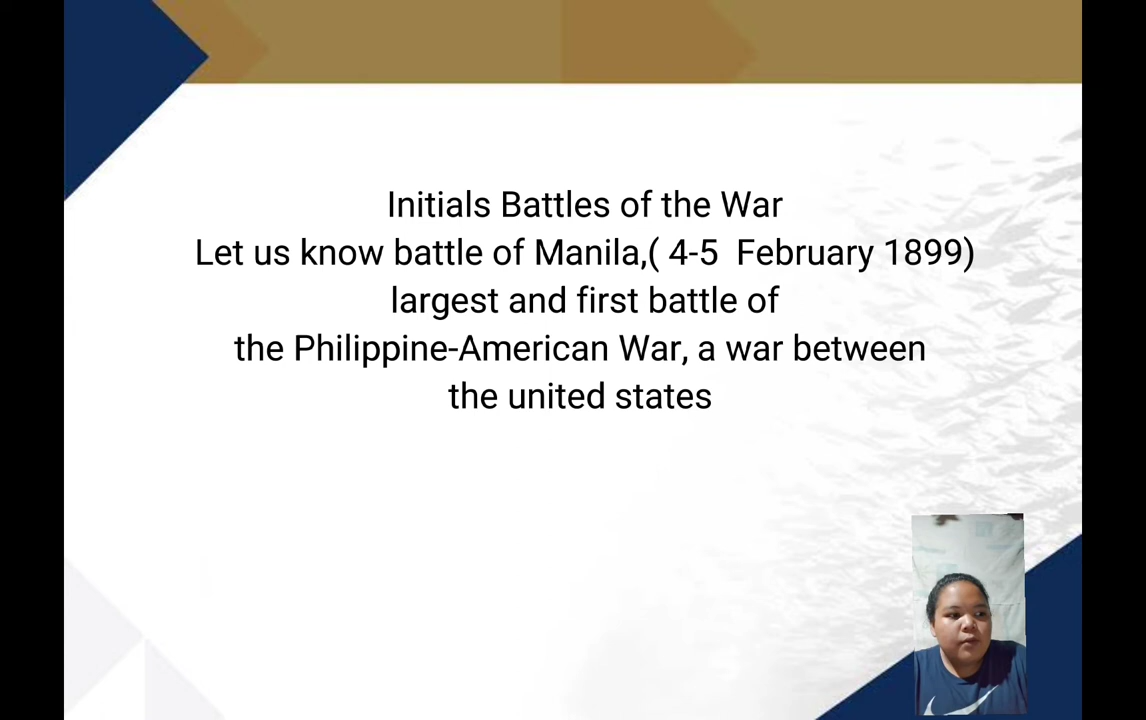 Initials Battles of the War
Let us know battle of Manila,( 4-5  February 1899)
largest and first battle of
the Philippine-American War, a war between
the united states